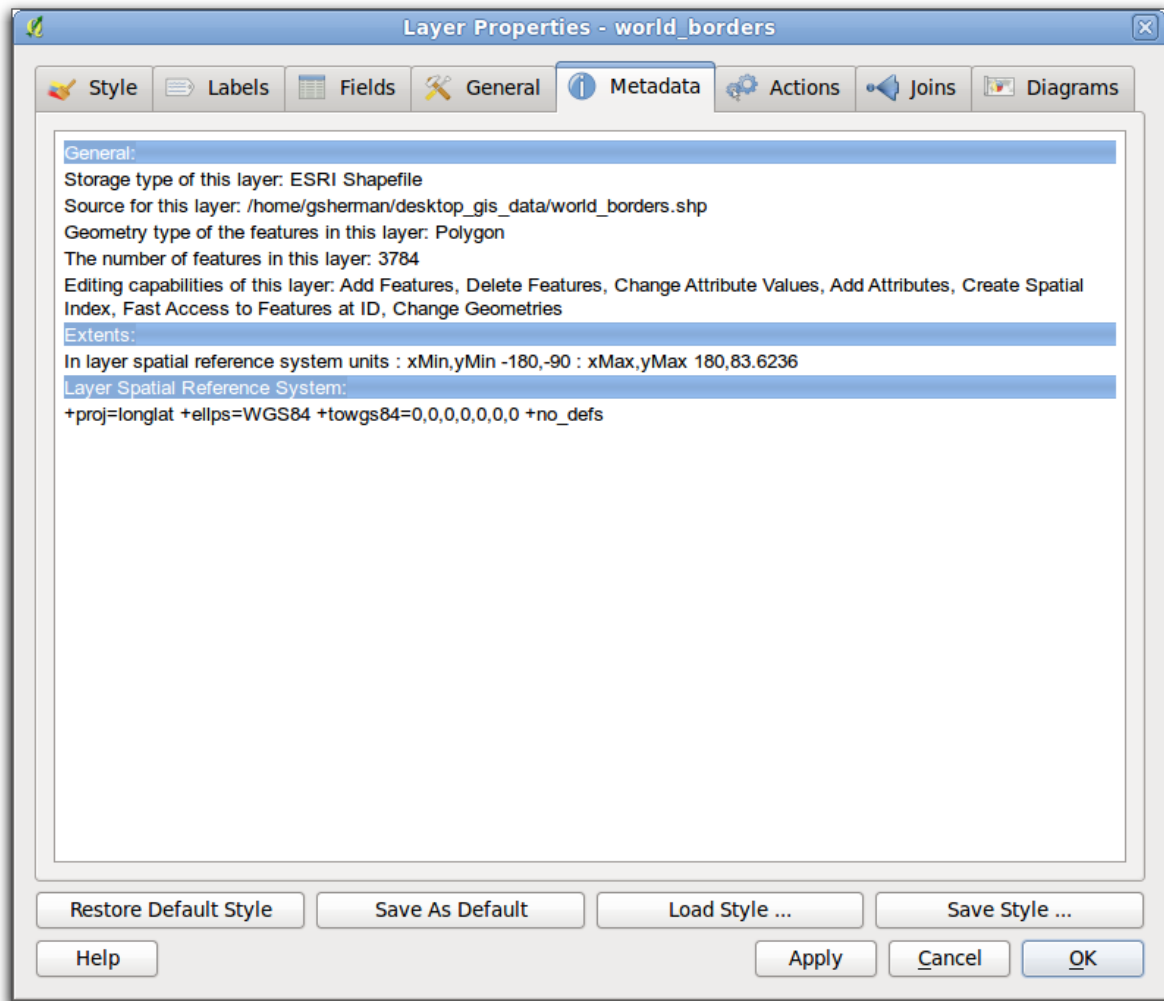 Layer Properties - world_borders
Style Labels Fields General Metadata Actions Joins Diagrams
General:
Storage type of this layer: ESRI Shapefile
Source for this layer: /home/gsherman/desktop_gis_data/world_borders.shp
Geometry type of the features in this layer: Polygon
The number of features in this layer: 3784
Editing capabilities of this layer: Add Features, Delete Features, Change Attribute Values, Add Attributes, Create Spatial
Index, Fast Access to Features at ID, Change Geometries
Extents:
In layer spatial reference system units : xMin,yMin -180,-90 : xMax,yMax 180,83.6236
Layer Spatial Reference System:
+proj=longlat +ellps=WGS84 +towgs84=0,0,0,0,0,0,0 +no_defs
Restore Default Style Save As Default Load Style ... Save Style ...
Help Apply Cancel OK